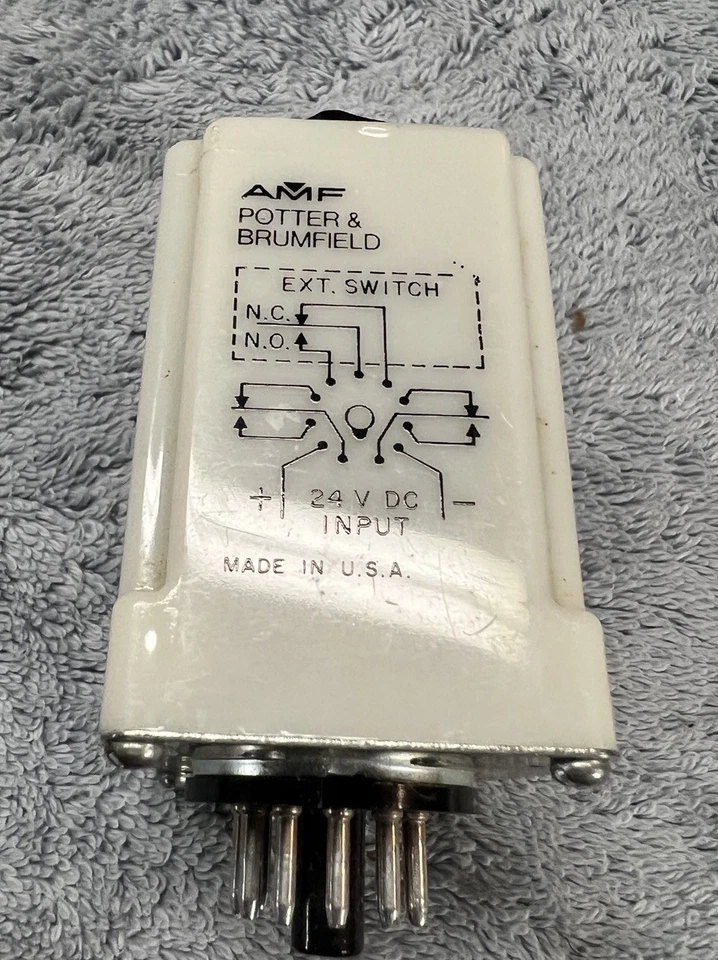 AMF
POTTER &
BRUMFIELD
EXT. SWITCH
N.C.
N.O.
+ 24 V DC −
INPUT
MADE IN U.S.A.